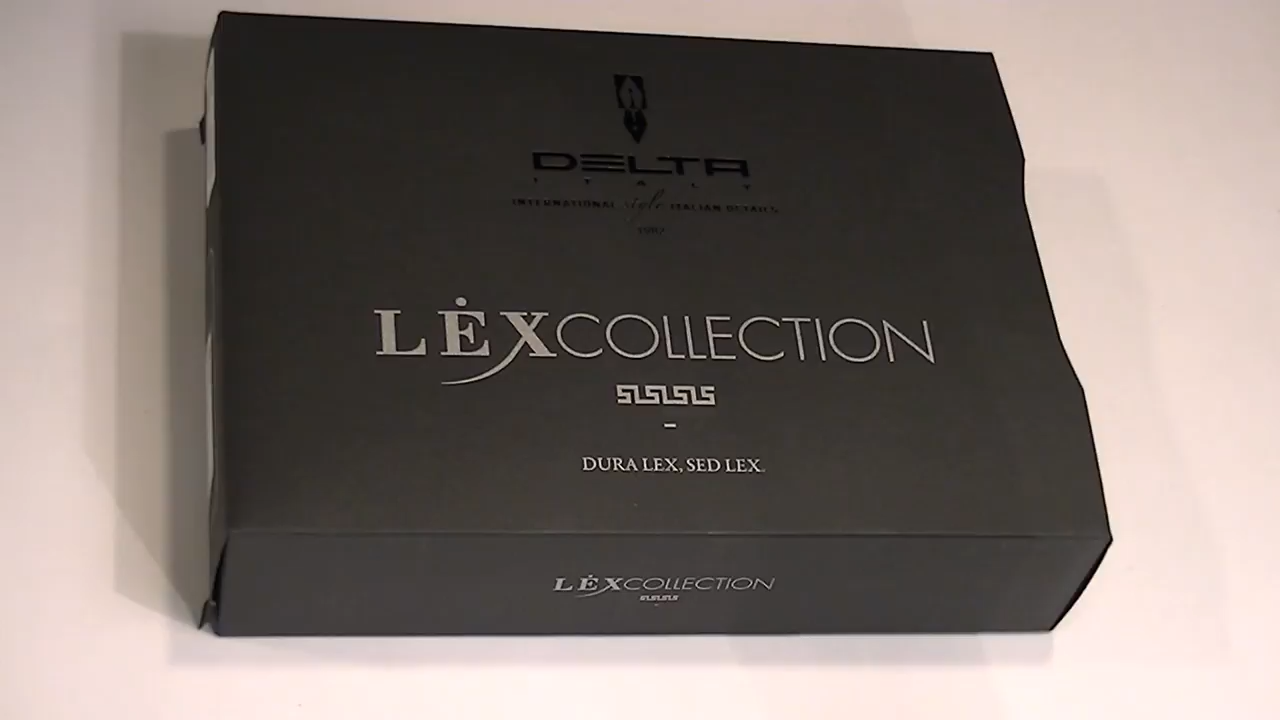 DELTA
ITALY
INTERNATIONAL style ITALIAN DETAILS
LĖXCOLLECTION
DURA LEX, SED LEX.
LĖXCOLLECTION